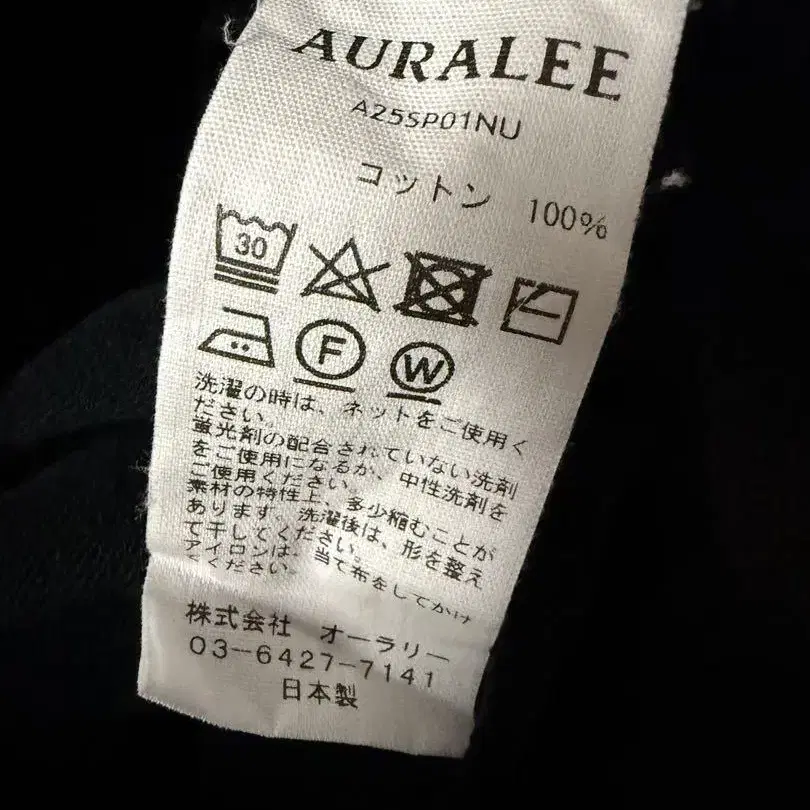 AURALEE
A25SP01NU
コットン 100%
30
F W
洗濯の時は、ネットをご使用く
ださい。
蛍光剤の配合されていない洗剤
をご使用になるか、中性洗剤を
ご使用ください。
素材の特性上、多少縮むことが
あります。洗濯後は、形を整え
て干してください。
アイロンは、当て布をしてかけ
てください。
株式会社 オーラリー
03-6427-7141
日本製